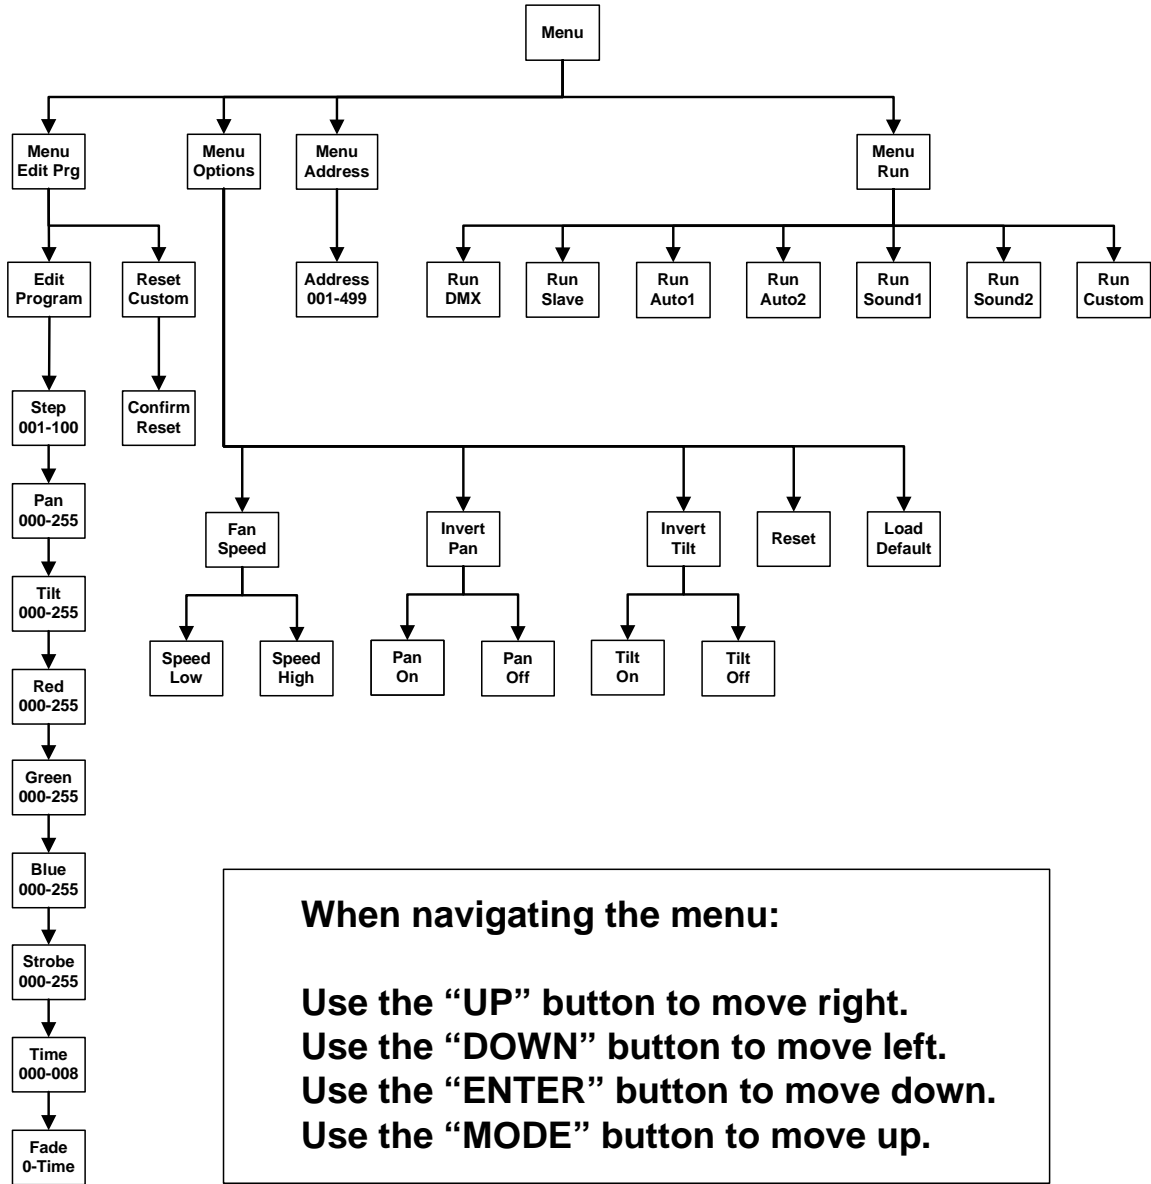 Menu
Menu
Edit Prg
Menu
Options
Menu
Address
Menu
Run
Edit
Program
Reset
Custom
Address
001-499
Run
DMX
Run
Slave
Run
Auto1
Run
Auto2
Run
Sound1
Run
Sound2
Run
Custom
Step
001-100
Confirm
Reset
Pan
000-255
Fan
Speed
Invert
Pan
Invert
Tilt
Reset
Load
Default
Tilt
000-255
Speed
Low
Speed
High
Pan
On
Pan
Off
Tilt
On
Tilt
Off
Red
000-255
Green
000-255
Blue
000-255
Strobe
000-255
Time
000-008
Fade
0-Time
When navigating the menu:
Use the “UP” button to move right.
Use the “DOWN” button to move left.
Use the “ENTER” button to move down.
Use the “MODE” button to move up.